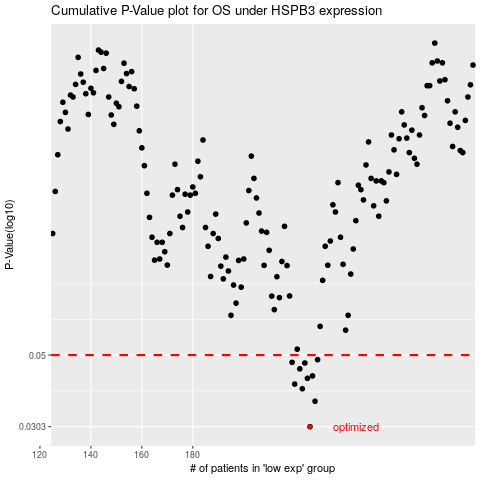 Cumulative P-Value plot for OS under HSPB3 expression
P-Value(log10)
0.05
0.0303
optimized
120 140 160 180
# of patients in 'low exp' group